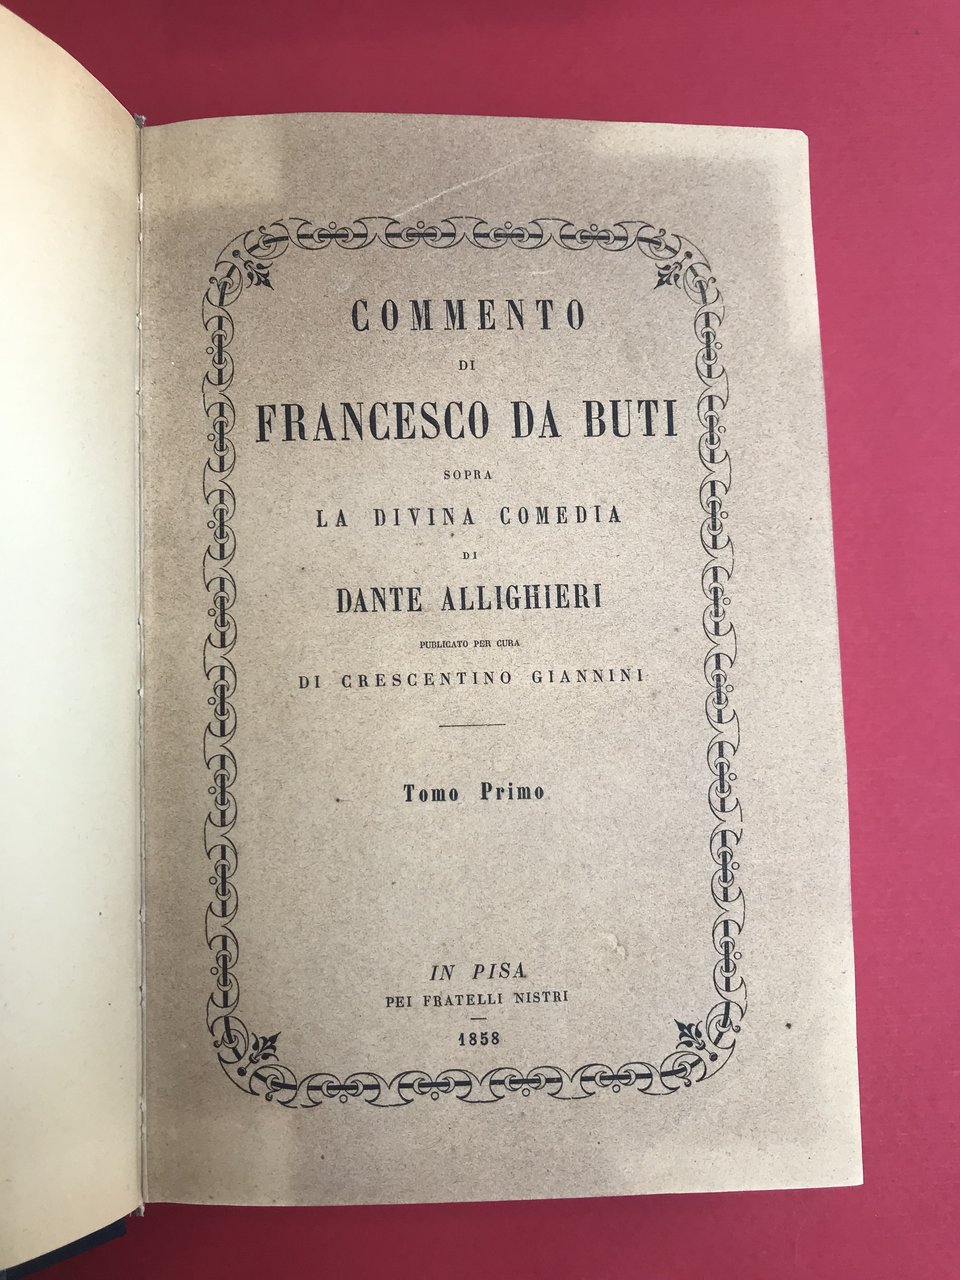 COMMENTO
DI
FRANCESCO DA BUTI
SOPRA
LA DIVINA COMEDIA
DI
DANTE ALLIGHIERI
PUBLICATO PER CURA
DI CRESCENTINO GIANNINI
Tomo Primo
IN PISA
PEI FRATELLI NISTRI
1858